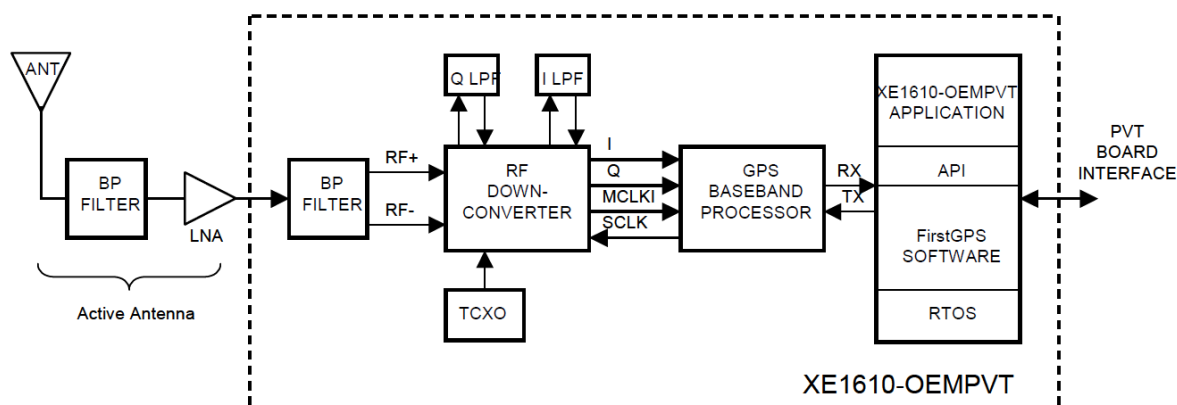 ANT
BP
FILTER
LNA
Active Antenna
BP
FILTER
RF+
RF-
Q LPF
I LPF
RF
DOWN-
CONVERTER
TCXO
I
Q
MCLKI
SCLK
GPS
BASEBAND
PROCESSOR
RX
TX
XE1610-OEMPVT
APPLICATION
API
FirstGPS
SOFTWARE
RTOS
PVT
BOARD
INTERFACE
XE1610-OEMPVT